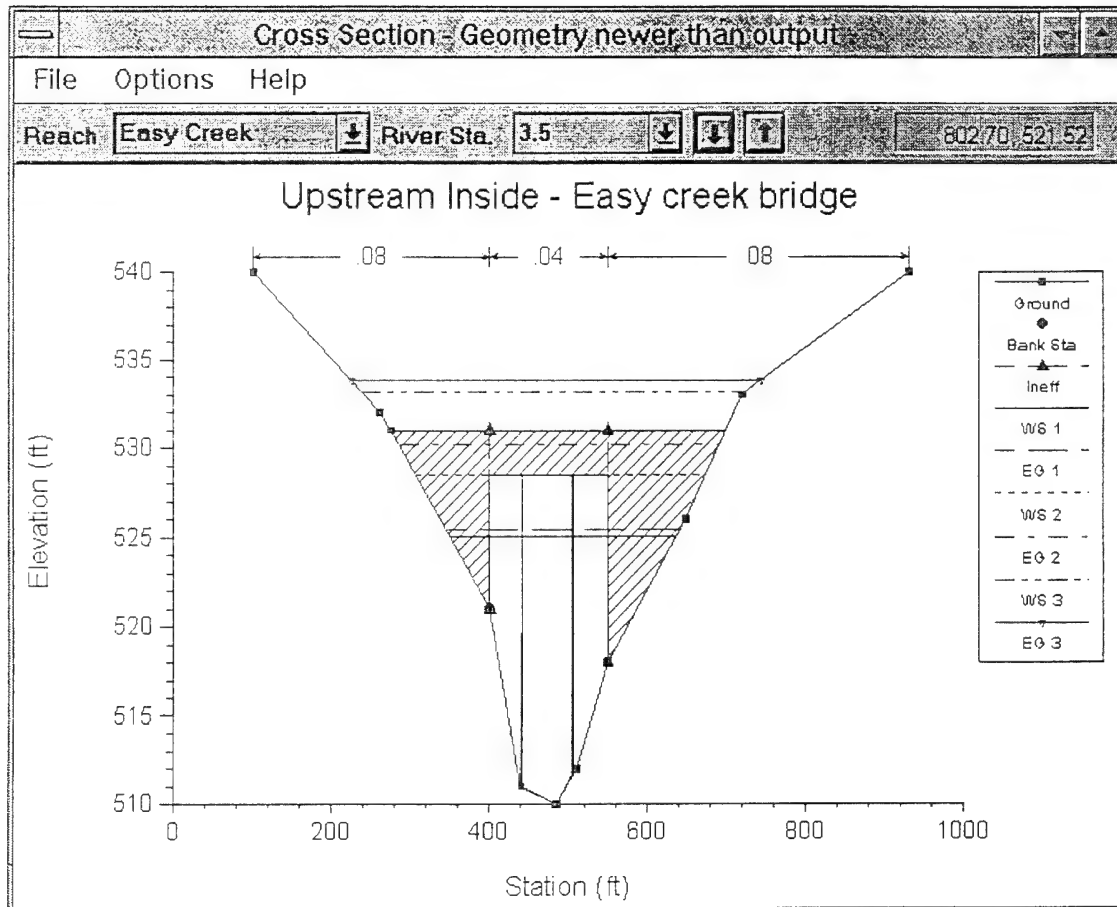 Cross Section - Geometry newer than output
File Options Help
Reach Easy Creek River Sta. 3.5 802.70, 521.52
Upstream Inside - Easy creek bridge
.08 .04 08
540
535
530
525
520
515
510
0 200 400 600 800 1000
Elevation (ft)
Station (ft)
Ground
Bank Sta
Ineff
WS 1
EG 1
WS 2
EG 2
WS 3
EG 3